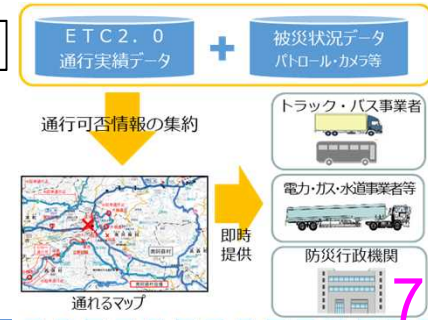 ETC2.0
通行実績データ
+
被災状況データ
パトロール・カメラ等
通行可否情報の集約
トラック・バス事業者
電力・ガス・水道事業者等
即時
提供
防災行政機関
通れるマップ
7